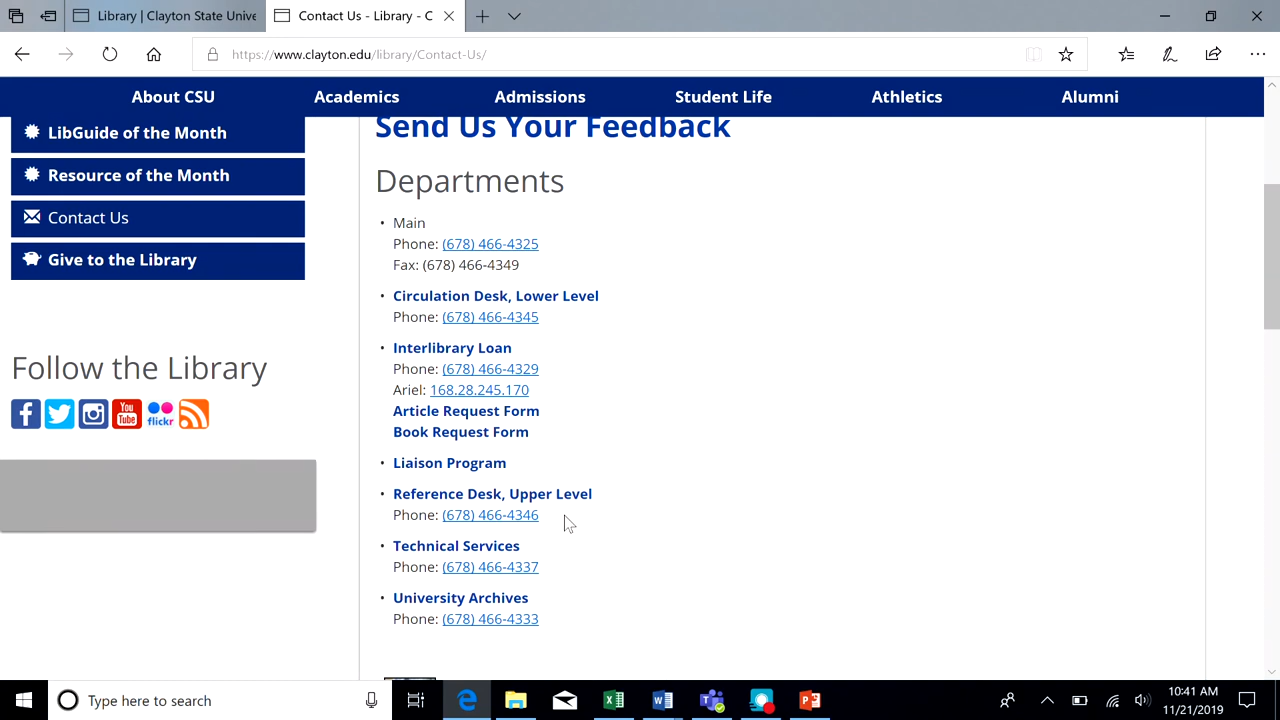 Library | Clayton State Unive
Contact Us - Library - C
https://www.clayton.edu/library/Contact-Us/
About CSU
Academics
Admissions
Student Life
Athletics
Alumni
LibGuide of the Month
Resource of the Month
Contact Us
Give to the Library
Follow the Library
You
Tube
flickr
Send Us Your Feedback
Departments
• Main
Phone: (678) 466-4325
Fax: (678) 466-4349
• Circulation Desk, Lower Level
Phone: (678) 466-4345
• Interlibrary Loan
Phone: (678) 466-4329
Ariel: 168.28.245.170
Article Request Form
Book Request Form
• Liaison Program
• Reference Desk, Upper Level
Phone: (678) 466-4346
• Technical Services
Phone: (678) 466-4337
• University Archives
Phone: (678) 466-4333
Type here to search
10:41 AM
11/21/2019